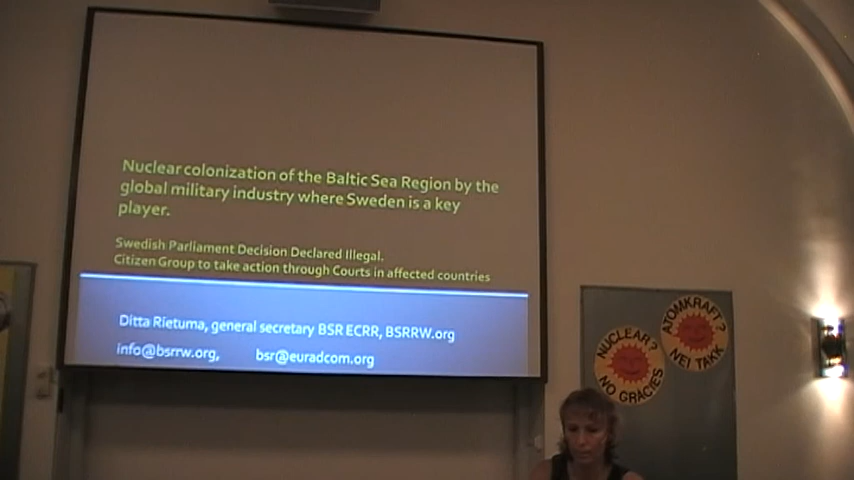 Nuclear colonization of the Baltic Sea Region by the
global military industry where Sweden is a key
player.
Swedish Parliament Decision Declared Illegal.
Citizen Group to take action through Courts in affected countries
Ditta Rietuma, general secretary BSR ECRR, BSRRW.org
info@bsrrw.org, bsr@euradcom.org
NUCLEAR?
NO GRÀCIES
ATOMKRAFT?
NEI TAKK